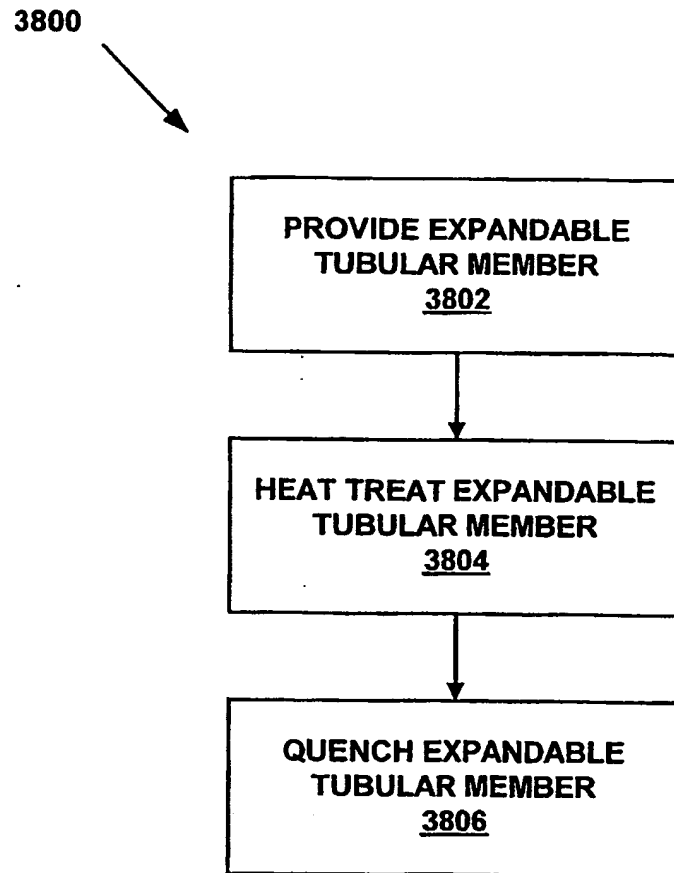 3800
PROVIDE EXPANDABLE
TUBULAR MEMBER
3802
HEAT TREAT EXPANDABLE
TUBULAR MEMBER
3804
QUENCH EXPANDABLE
TUBULAR MEMBER
3806